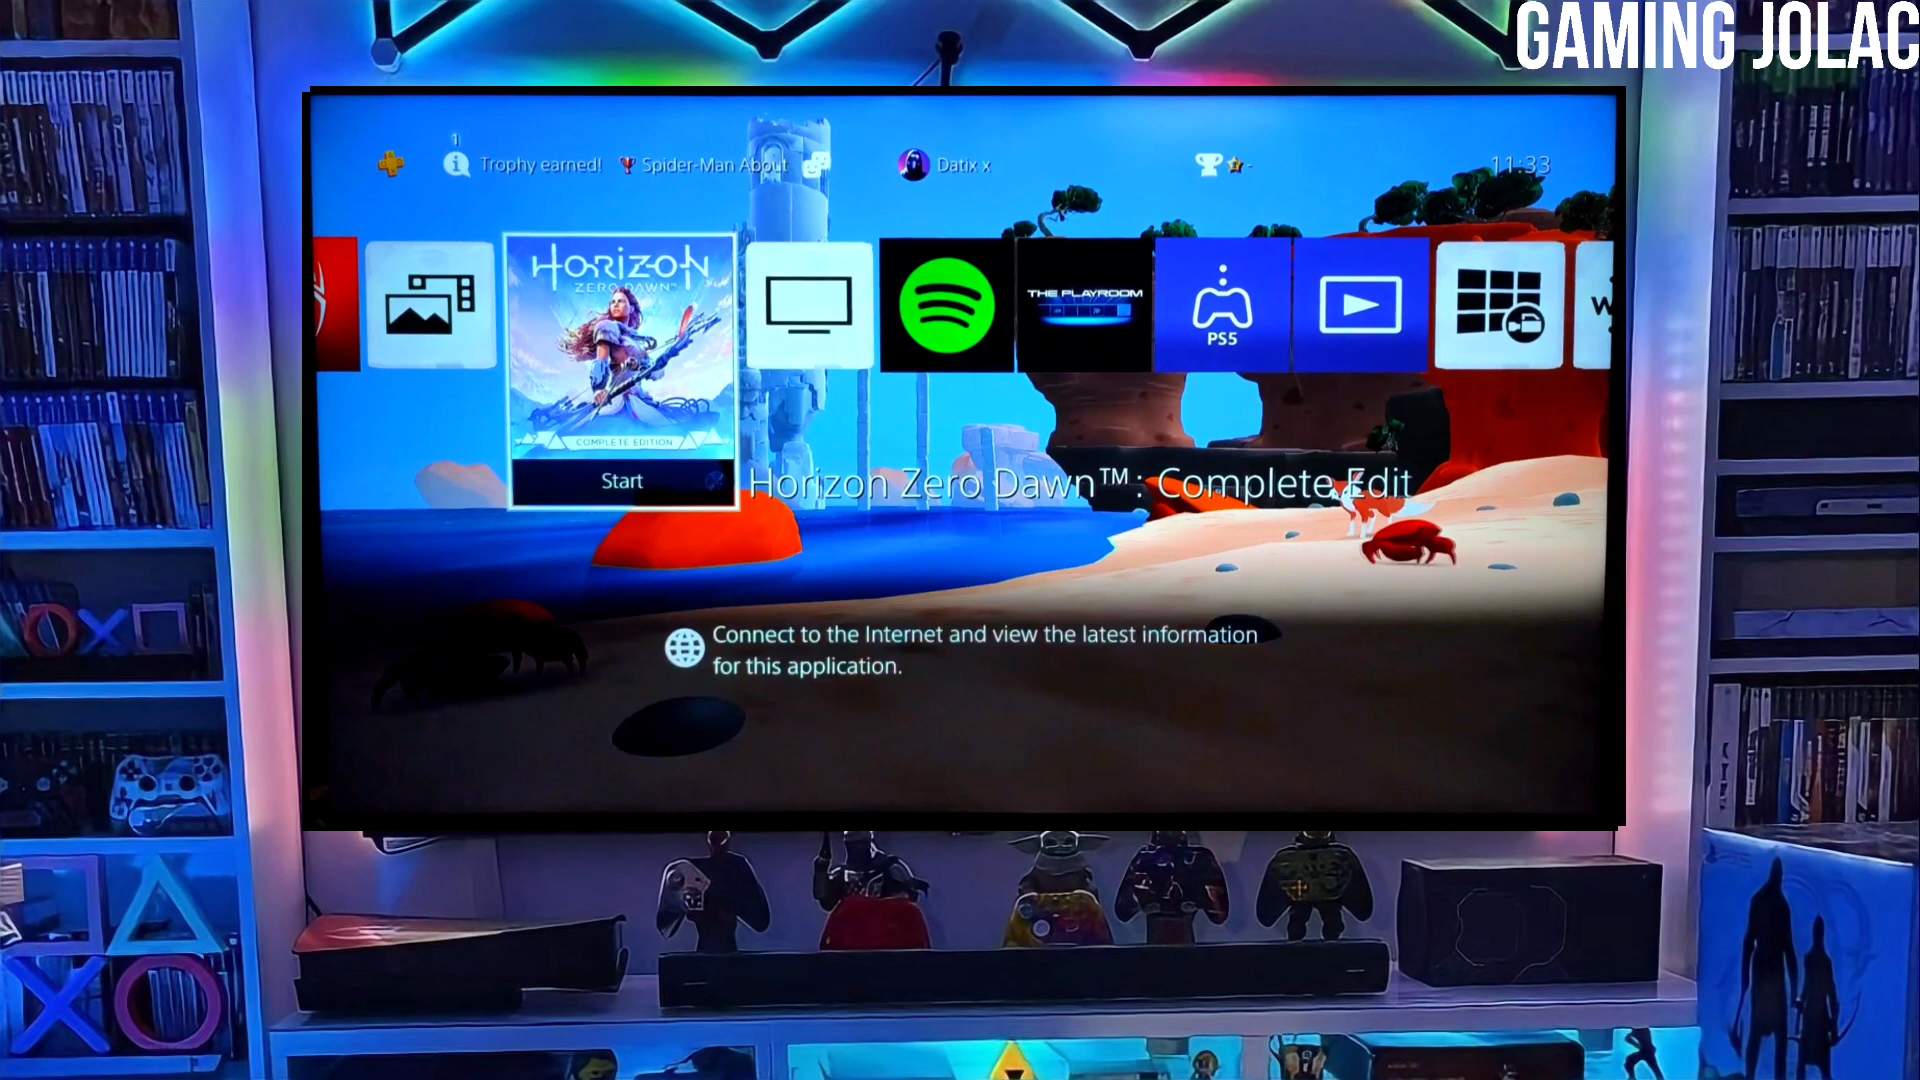 GAMING JOLAC
1
Trophy earned! Spider-Man About
Datix x
-
11:33
HORIZON
ZERO DAWN™
COMPLETE EDITION
Start
THE PLAYROOM
PS5
W
Horizon Zero Dawn™: Complete Edit
Connect to the Internet and view the latest information
for this application.